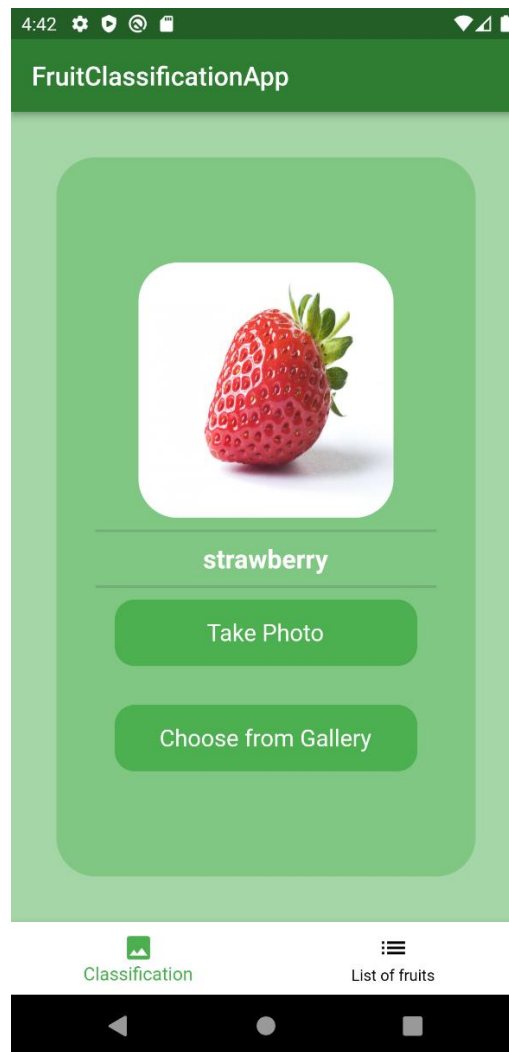 4:42
FruitClassificationApp
strawberry
Take Photo
Choose from Gallery
Classification
List of fruits